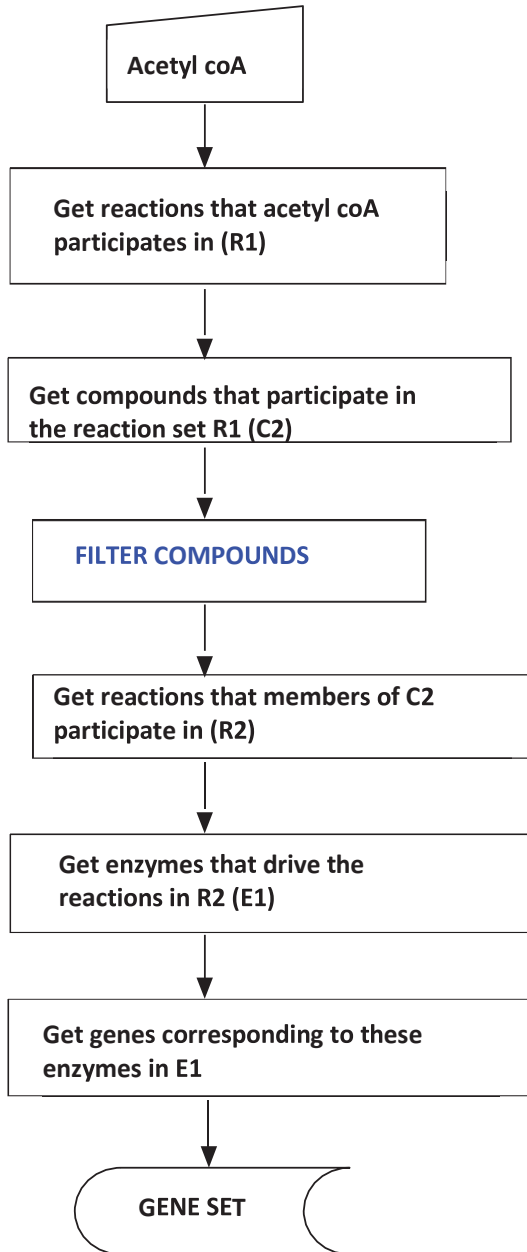 Acetyl coA
Get reactions that acetyl coA
participates in (R1)
Get compounds that participate in
the reaction set R1 (C2)
FILTER COMPOUNDS
Get reactions that members of C2
participate in (R2)
Get enzymes that drive the
reactions in R2 (E1)
Get genes corresponding to these
enzymes in E1
GENE SET